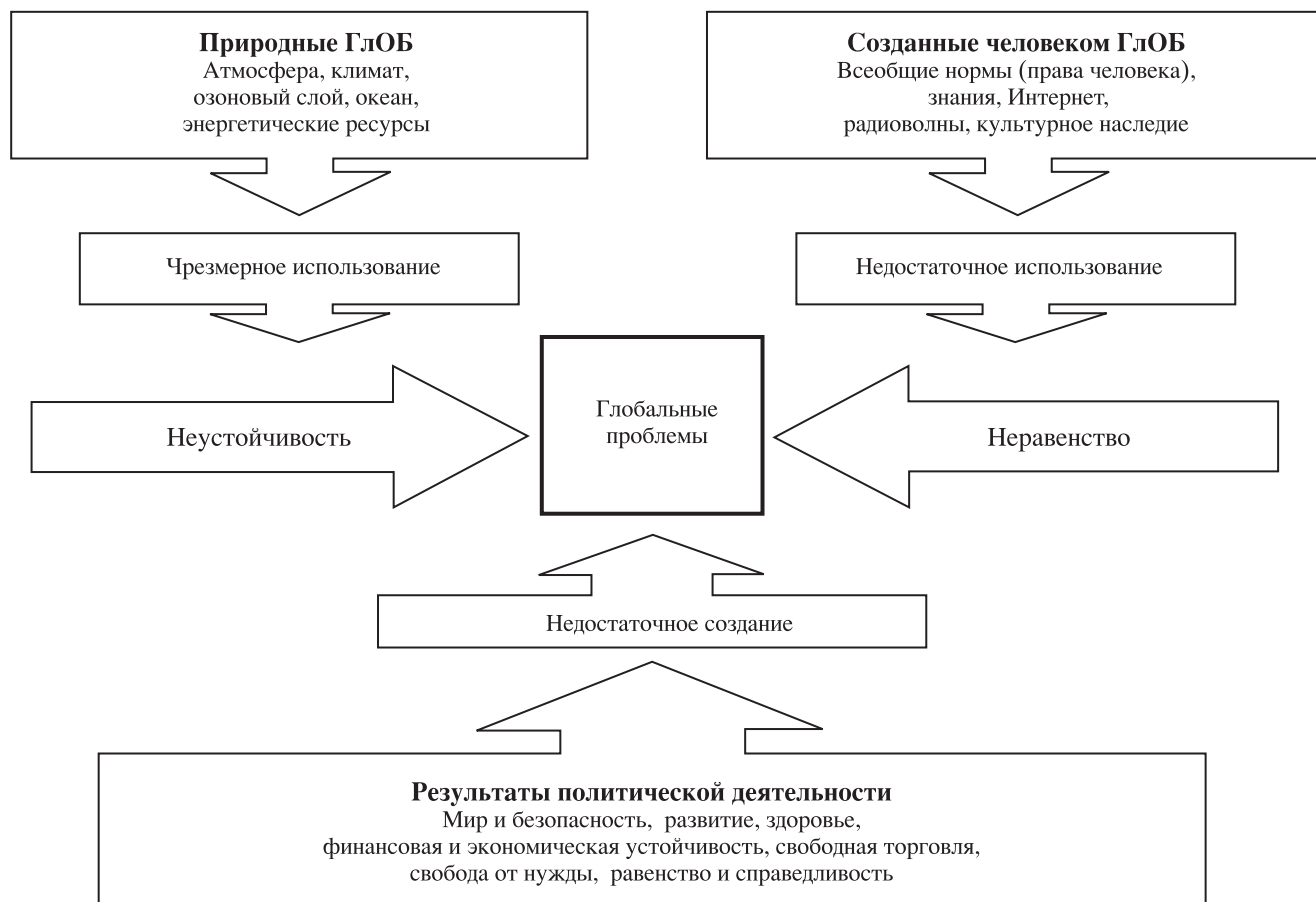 Природные ГлОБ
Атмосфера, климат,
озоновый слой, океан,
энергетические ресурсы
Созданные человеком ГлОБ
Всеобщие нормы (права человека),
знания, Интернет,
радиоволны, культурное наследие
Чрезмерное использование
Недостаточное использование
Неустойчивость
Глобальные
проблемы
Неравенство
Недостаточное создание
Результаты политической деятельности
Мир и безопасность, развитие, здоровье,
финансовая и экономическая устойчивость, свободная торговля,
свобода от нужды, равенство и справедливость